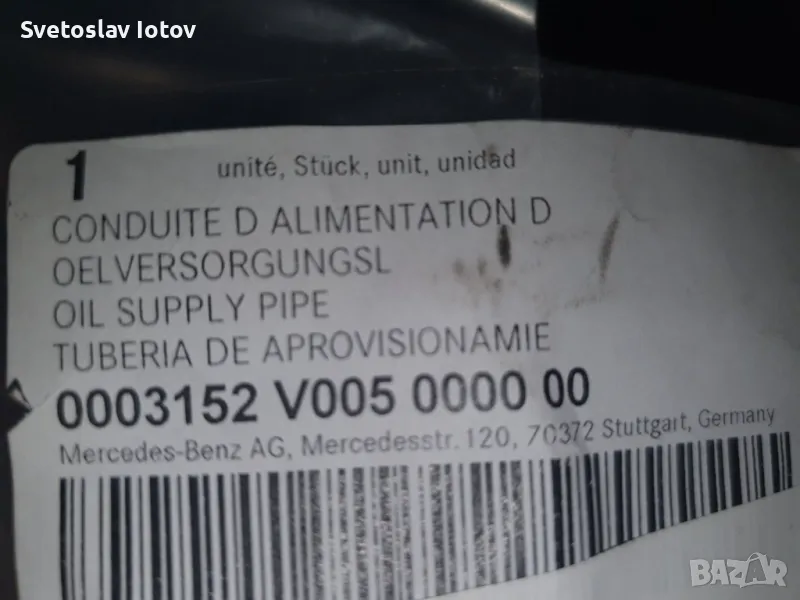 Svetoslav Iotov
1 unité, Stück, unit, unidad
CONDUITE D ALIMENTATION D
OELVERSORGUNGSL
OIL SUPPLY PIPE
TUBERIA DE APROVISIONAMIE
0003152 V005 0000 00
Mercedes-Benz AG, Mercedesstr. 120, 70372 Stuttgart, Germany
BAZAR